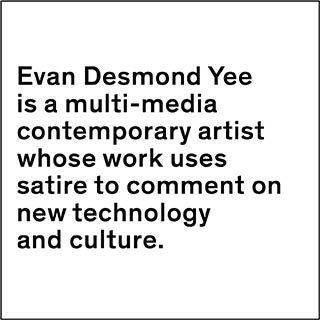 Evan Desmond Yee
is a multi-media
contemporary artist
whose work uses
satire to comment on
new technology
and culture.